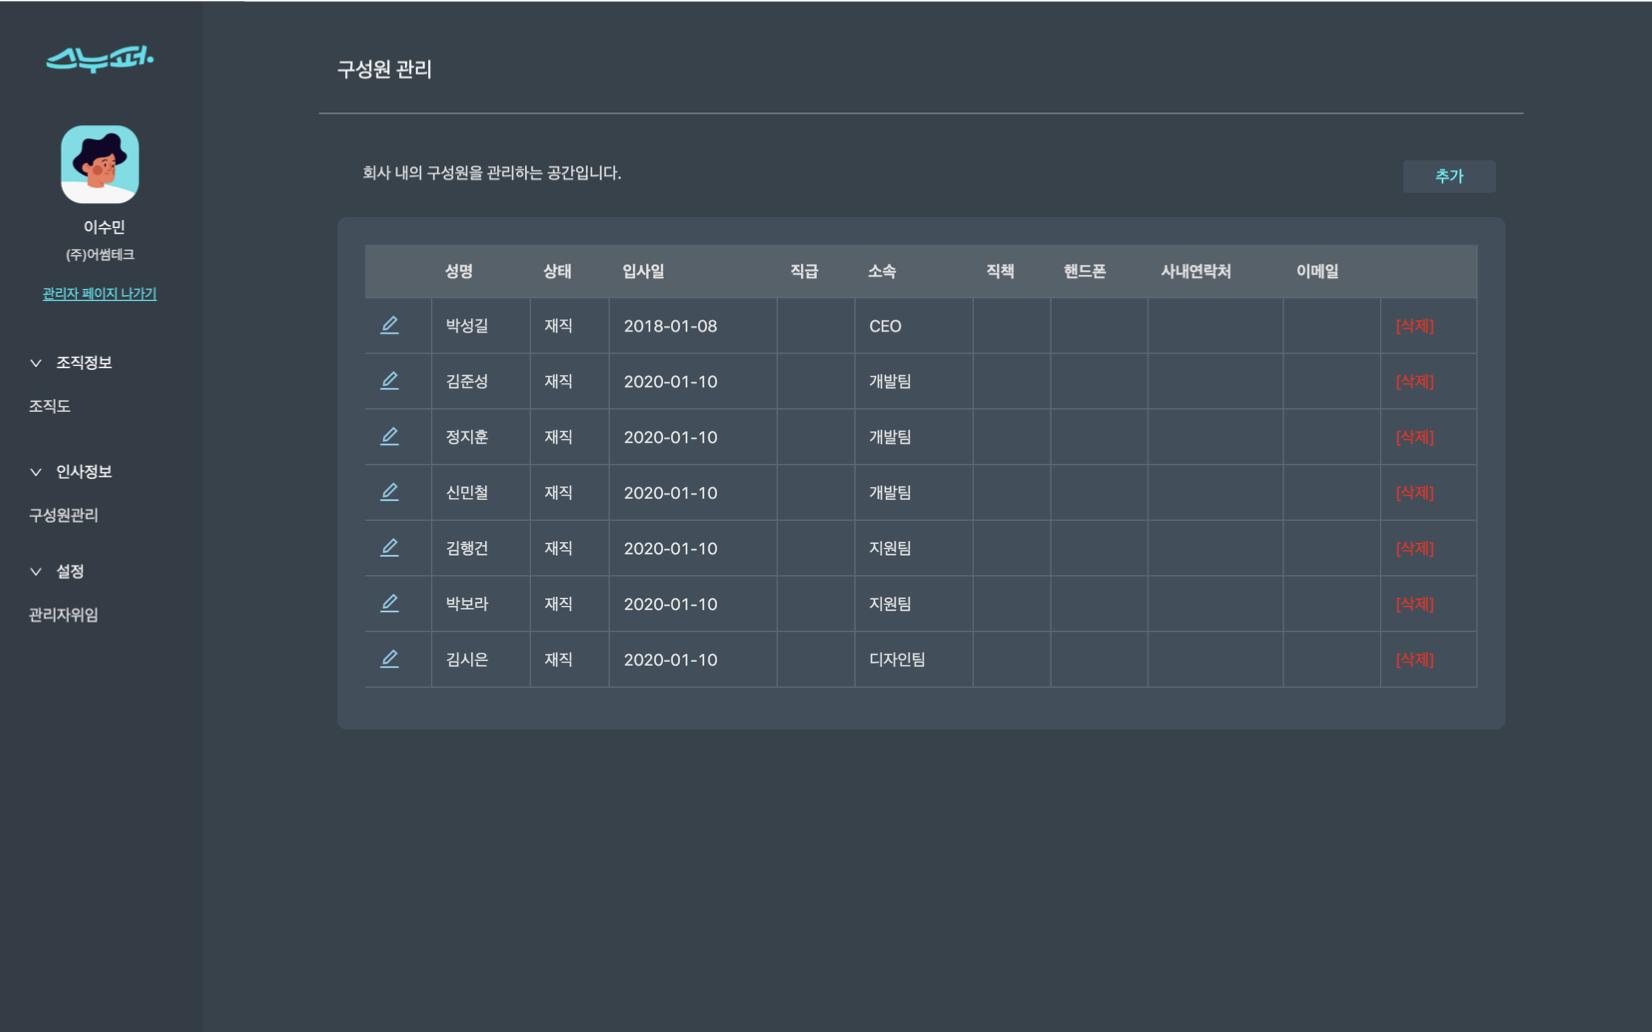 스누퍼.
이수민
(주)어썸테크
관리자 페이지 나가기
조직정보
조직도
인사정보
구성원관리
설정
관리자위임
구성원 관리
회사 내의 구성원을 관리하는 공간입니다.
추가
성명 상태 입사일 직급 소속 직책 핸드폰 사내연락처 이메일
박성길 재직 2018-01-08 CEO [삭제]
김준성 재직 2020-01-10 개발팀 [삭제]
정지훈 재직 2020-01-10 개발팀 [삭제]
신민철 재직 2020-01-10 개발팀 [삭제]
김행건 재직 2020-01-10 지원팀 [삭제]
박보라 재직 2020-01-10 지원팀 [삭제]
김시은 재직 2020-01-10 디자인팀 [삭제]